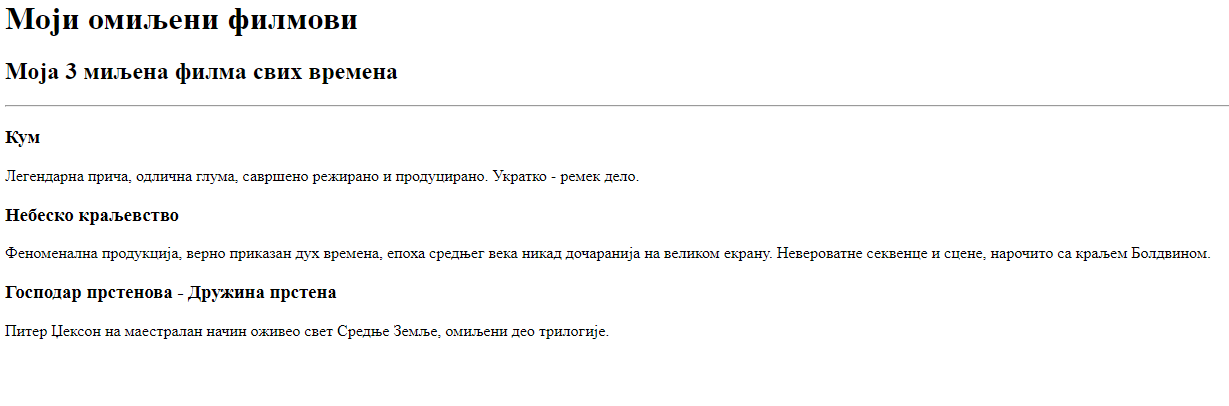 Моји омиљени филмови
Моја 3 миљена филма свих времена
Кум
Легендарна прича, одлична глума, савршено режирано и продуцирано. Укратко - ремек дело.
Небеско краљевство
Феноменална продукција, верно приказан дух времена, епоха средњег века никад дочаранија на великом екрану. Невероватне секвенце и сцене, нарочито са краљем Болдвином.
Господар прстенова - Дружина прстена
Питер Џексон на маестралан начин оживео свет Средње Земље, омиљени део трилогије.